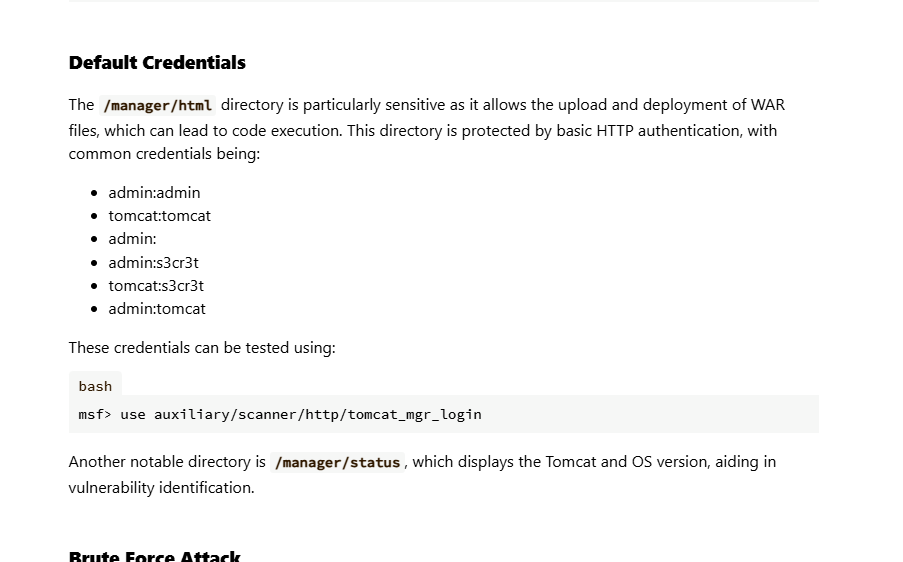 Default Credentials
The /manager/html directory is particularly sensitive as it allows the upload and deployment of WAR
files, which can lead to code execution. This directory is protected by basic HTTP authentication, with
common credentials being:
• admin:admin
• tomcat:tomcat
• admin:
• admin:s3cr3t
• tomcat:s3cr3t
• admin:tomcat
These credentials can be tested using:
bash
msf> use auxiliary/scanner/http/tomcat_mgr_login
Another notable directory is /manager/status, which displays the Tomcat and OS version, aiding in
vulnerability identification.
Brute Force Attack